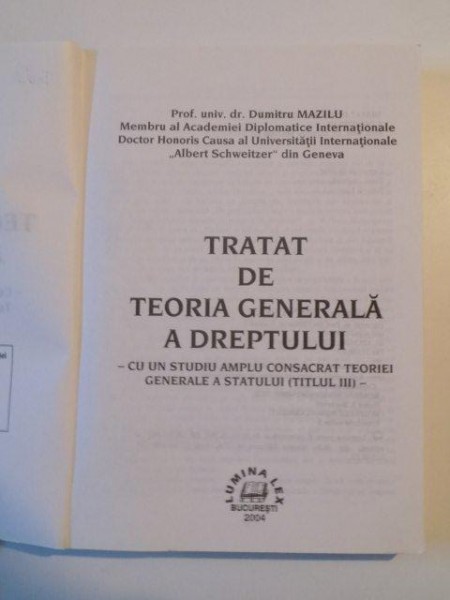 Prof. univ. dr. Dumitru MAZILU
Membru al Academiei Diplomatice Internaţionale
Doctor Honoris Causa al Universităţii Internaţionale
„Albert Schweitzer" din Geneva
TRATAT
DE
TEORIA GENERALĂ
A DREPTULUI
– CU UN STUDIU AMPLU CONSACRAT TEORIEI
GENERALE A STATULUI (TITLUL III) –
LUMINA LEX
BUCUREŞTI
2004